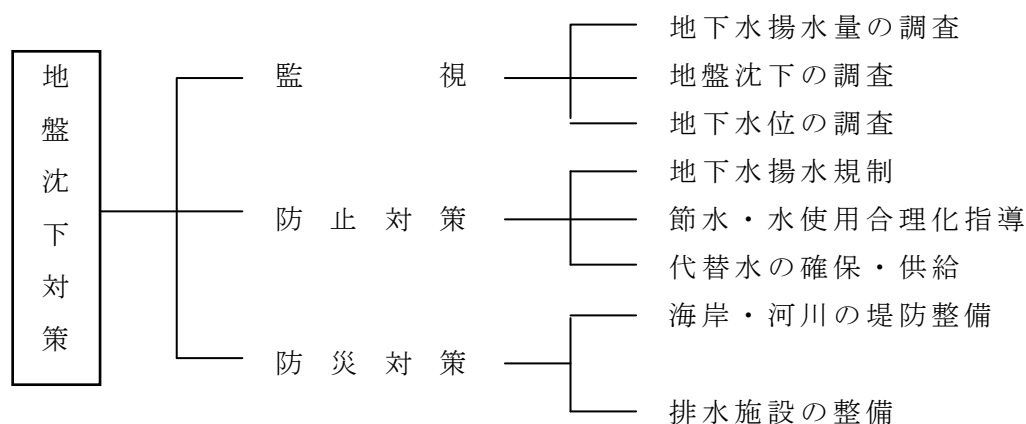 地盤沈下対策
監視
地下水揚水量の調査
地盤沈下の調査
地下水位の調査
防止対策
地下水揚水規制
節水・水使用合理化指導
代替水の確保・供給
防災対策
海岸・河川の堤防整備
排水施設の整備